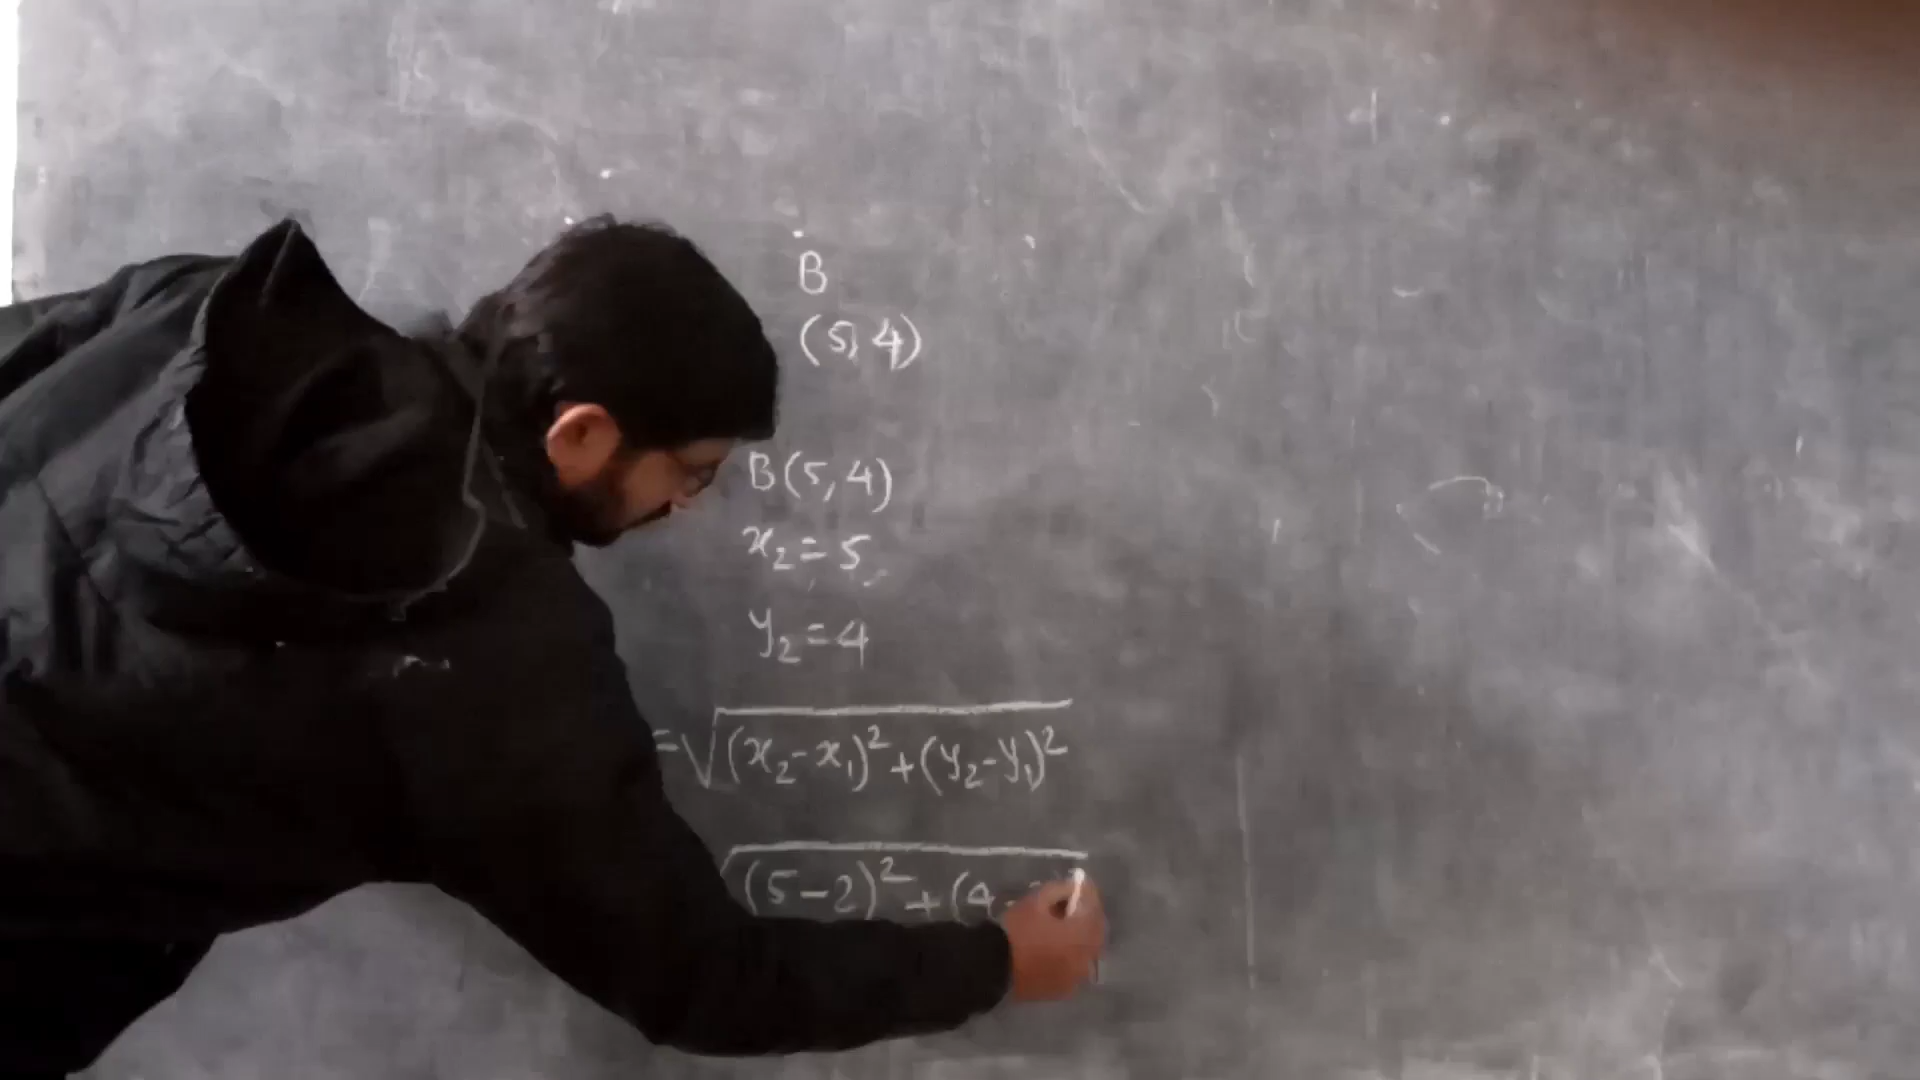 B
(5, 4)
B(5, 4)
x₂ = 5,
y₂ = 4
= √(x₂-x₁)² + (y₂-y₁)²
√(5-2)² + (4-